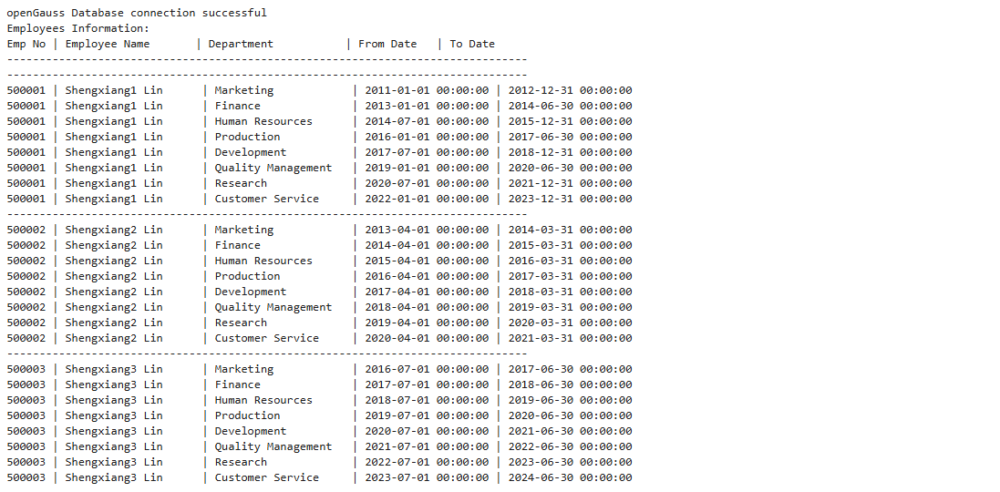 openGauss Database connection successful
Employees Information:
Emp No | Employee Name       | Department           | From Date   | To Date
--------------------------------------------------------------------------------
--------------------------------------------------------------------------------
500001 | Shengxiang1 Lin      | Marketing            | 2011-01-01 00:00:00 | 2012-12-31 00:00:00
500001 | Shengxiang1 Lin      | Finance              | 2013-01-01 00:00:00 | 2014-06-30 00:00:00
500001 | Shengxiang1 Lin      | Human Resources      | 2014-07-01 00:00:00 | 2015-12-31 00:00:00
500001 | Shengxiang1 Lin      | Production           | 2016-01-01 00:00:00 | 2017-06-30 00:00:00
500001 | Shengxiang1 Lin      | Development          | 2017-07-01 00:00:00 | 2018-12-31 00:00:00
500001 | Shengxiang1 Lin      | Quality Management   | 2019-01-01 00:00:00 | 2020-06-30 00:00:00
500001 | Shengxiang1 Lin      | Research             | 2020-07-01 00:00:00 | 2021-12-31 00:00:00
500001 | Shengxiang1 Lin      | Customer Service     | 2022-01-01 00:00:00 | 2023-12-31 00:00:00
--------------------------------------------------------------------------------
500002 | Shengxiang2 Lin      | Marketing            | 2013-04-01 00:00:00 | 2014-03-31 00:00:00
500002 | Shengxiang2 Lin      | Finance              | 2014-04-01 00:00:00 | 2015-03-31 00:00:00
500002 | Shengxiang2 Lin      | Human Resources      | 2015-04-01 00:00:00 | 2016-03-31 00:00:00
500002 | Shengxiang2 Lin      | Production           | 2016-04-01 00:00:00 | 2017-03-31 00:00:00
500002 | Shengxiang2 Lin      | Development          | 2017-04-01 00:00:00 | 2018-03-31 00:00:00
500002 | Shengxiang2 Lin      | Quality Management   | 2018-04-01 00:00:00 | 2019-03-31 00:00:00
500002 | Shengxiang2 Lin      | Research             | 2019-04-01 00:00:00 | 2020-03-31 00:00:00
500002 | Shengxiang2 Lin      | Customer Service     | 2020-04-01 00:00:00 | 2021-03-31 00:00:00
--------------------------------------------------------------------------------
500003 | Shengxiang3 Lin      | Marketing            | 2016-07-01 00:00:00 | 2017-06-30 00:00:00
500003 | Shengxiang3 Lin      | Finance              | 2017-07-01 00:00:00 | 2018-06-30 00:00:00
500003 | Shengxiang3 Lin      | Human Resources      | 2018-07-01 00:00:00 | 2019-06-30 00:00:00
500003 | Shengxiang3 Lin      | Production           | 2019-07-01 00:00:00 | 2020-06-30 00:00:00
500003 | Shengxiang3 Lin      | Development          | 2020-07-01 00:00:00 | 2021-06-30 00:00:00
500003 | Shengxiang3 Lin      | Quality Management   | 2021-07-01 00:00:00 | 2022-06-30 00:00:00
500003 | Shengxiang3 Lin      | Research             | 2022-07-01 00:00:00 | 2023-06-30 00:00:00
500003 | Shengxiang3 Lin      | Customer Service     | 2023-07-01 00:00:00 | 2024-06-30 00:00:00